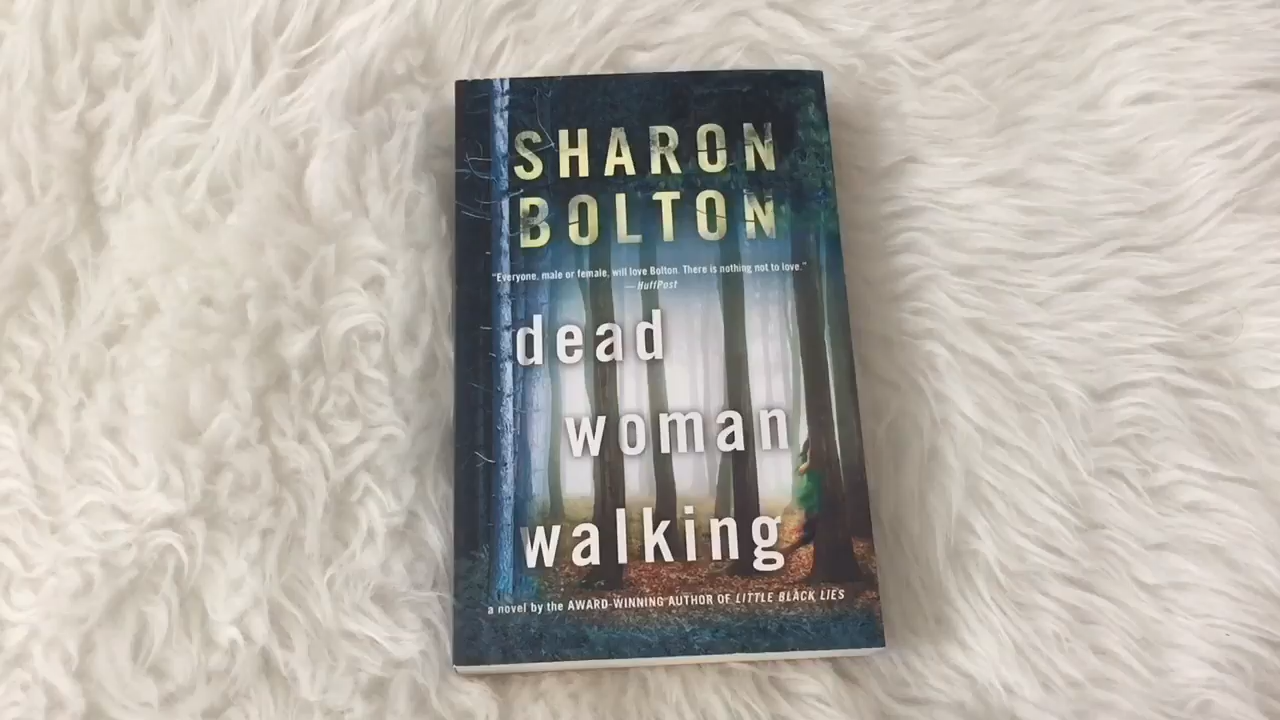 SHARON
BOLTON
"Everyone, male or female, will love Bolton. There is nothing not to love."
—HuffPost
dead
woman
walking
a novel by the AWARD-WINNING AUTHOR OF LITTLE BLACK LIES